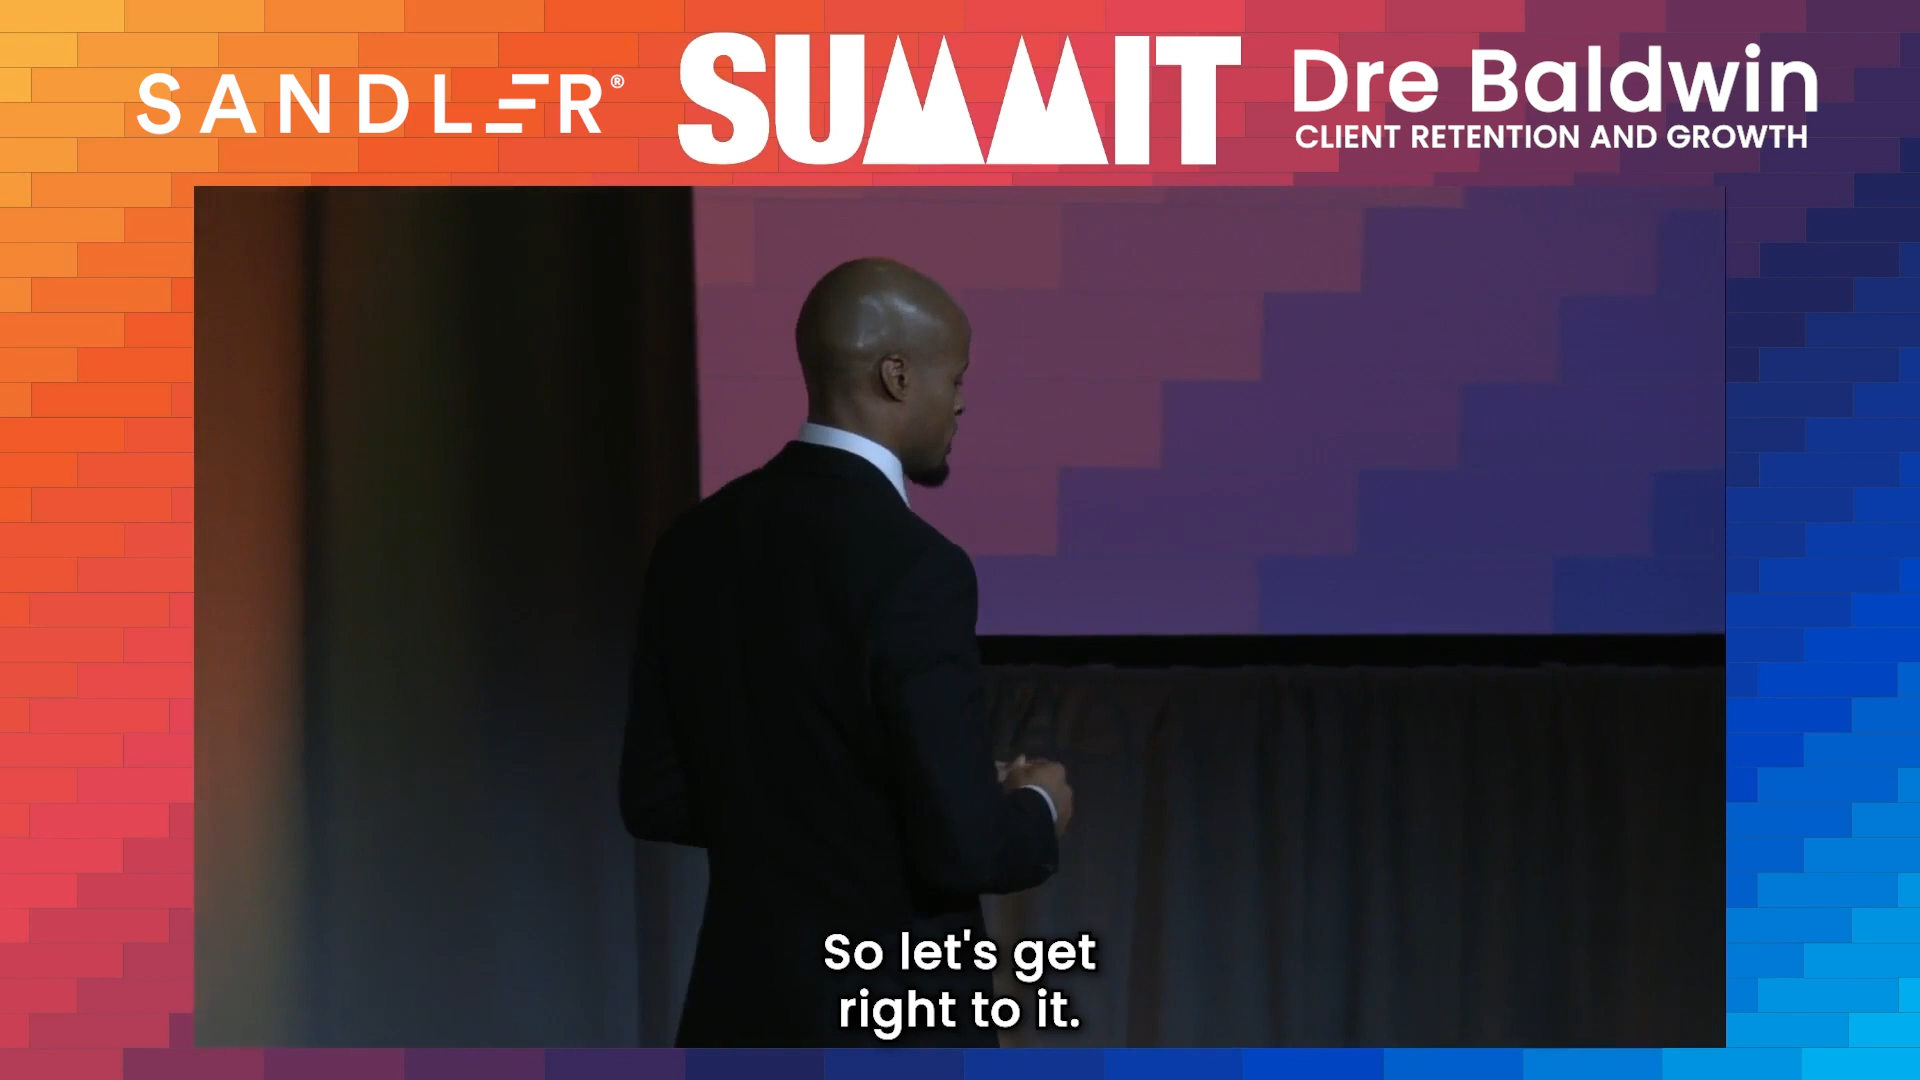 SANDLER®
SUMMIT
Dre Baldwin
CLIENT RETENTION AND GROWTH
So let's get
right to it.